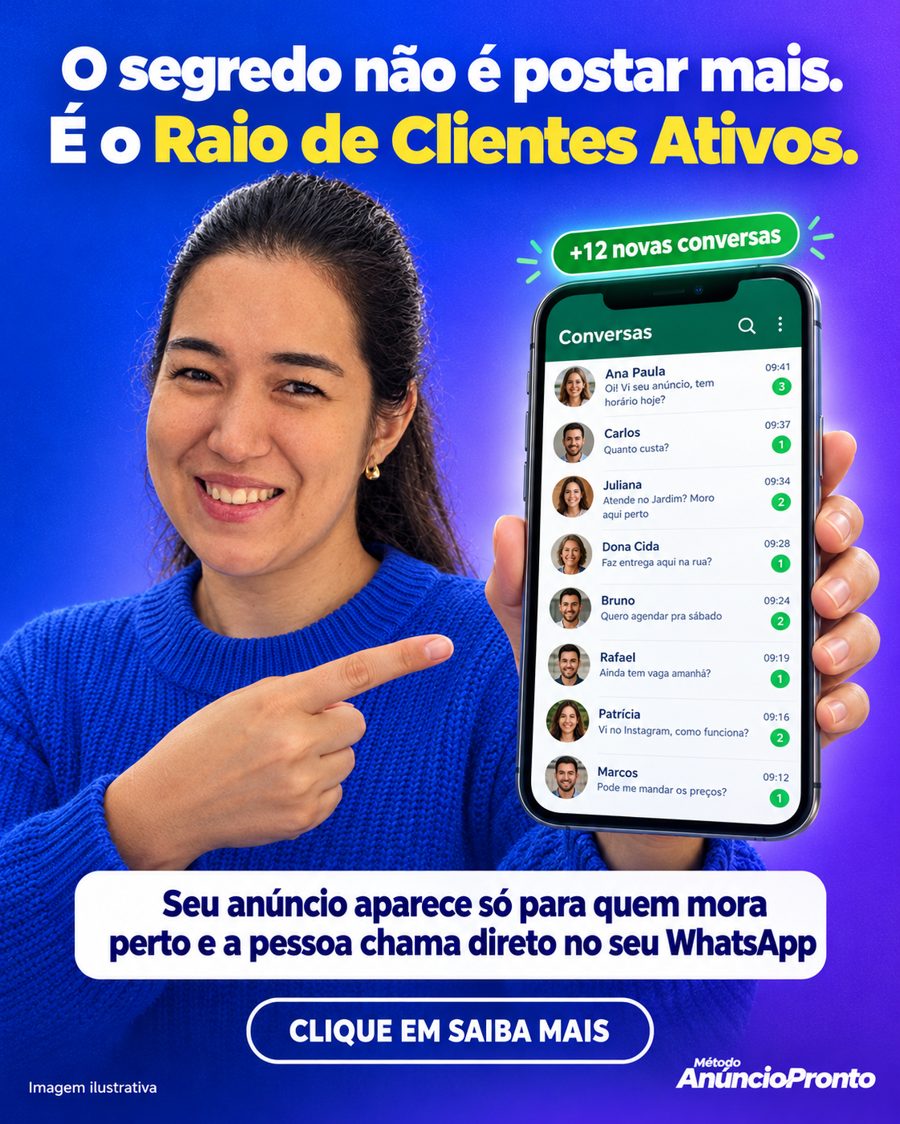 O segredo não é postar mais.
É o Raio de Clientes Ativos.
+12 novas conversas
Conversas
Ana Paula
09:41
Oi! Vi seu anúncio, tem
horário hoje?
3
Carlos
09:37
Quanto custa?
1
Juliana
09:34
Atende no Jardim? Moro
aqui perto
2
Dona Cida
09:28
Faz entrega aqui na rua?
1
Bruno
09:24
Quero agendar pra sábado
2
Rafael
09:19
Ainda tem vaga amanhã?
1
Patrícia
09:16
Vi no Instagram, como funciona?
2
Marcos
09:12
Pode me mandar os preços?
1
Seu anúncio aparece só para quem mora
perto e a pessoa chama direto no seu WhatsApp
CLIQUE EM SAIBA MAIS
Imagem ilustrativa
Método
AnúncioPronto